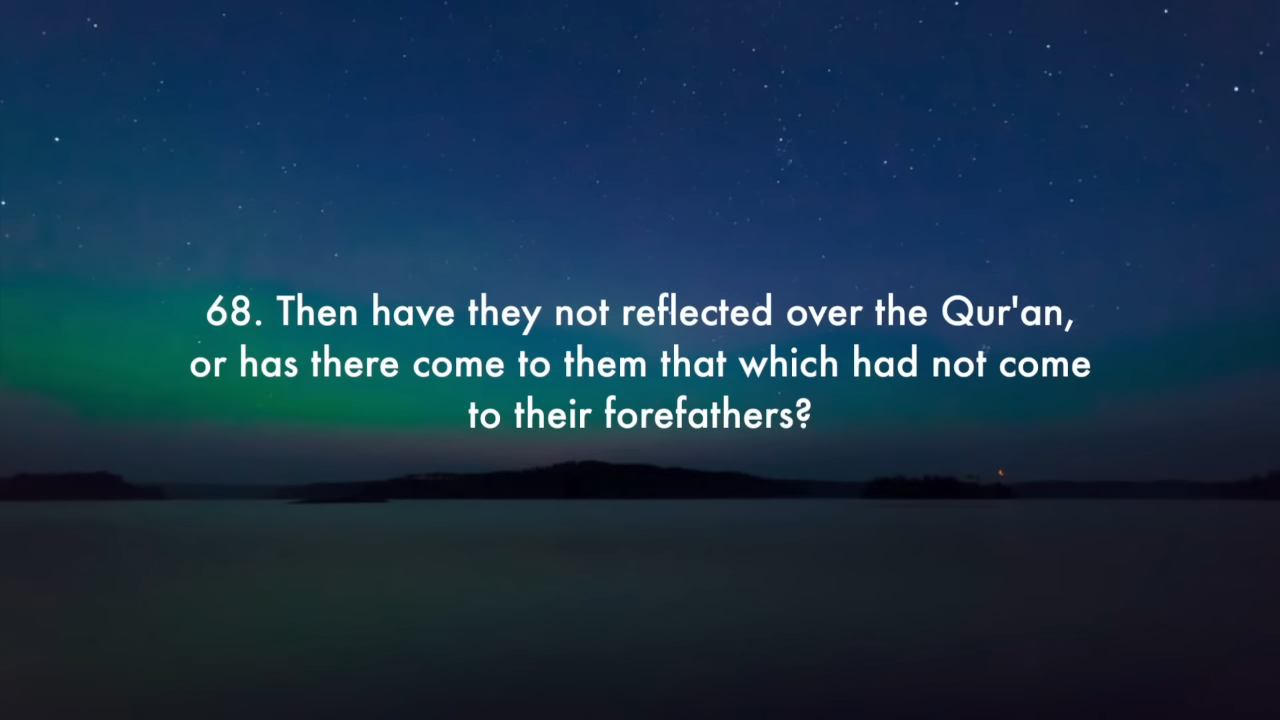 68. Then have they not reflected over the Qur'an,
or has there come to them that which had not come
to their forefathers?